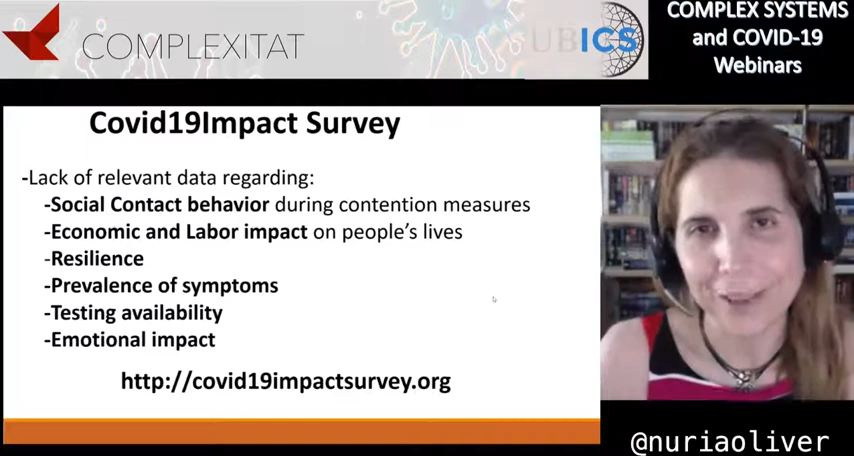 COMPLEXITAT
UBICS
COMPLEX SYSTEMS
and COVID-19
Webinars
Covid19Impact Survey
-Lack of relevant data regarding:
-Social Contact behavior during contention measures
-Economic and Labor impact on people's lives
-Resilience
-Prevalence of symptoms
-Testing availability
-Emotional impact
http://covid19impactsurvey.org
@nuriaoliver